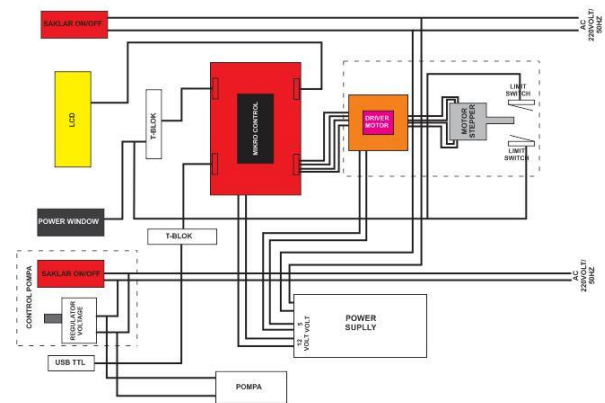 SAKLAR ON/OFF
AC
220VOLT/
50HZ
LCD
T-BLOK
MIKRO CONTROL
DRIVER
MOTOR
MOTOR
STEPPER
LIMIT
SWITCH
LIMIT
SWITCH
POWER WINDOW
T-BLOK
CONTROL POMPA
SAKLAR ON/OFF
AC
220VOLT/
50HZ
REGULATOR
VOLTAGE
12 VOLT
5 VOLT
POWER
SUPLLY
USB TTL
POMPA